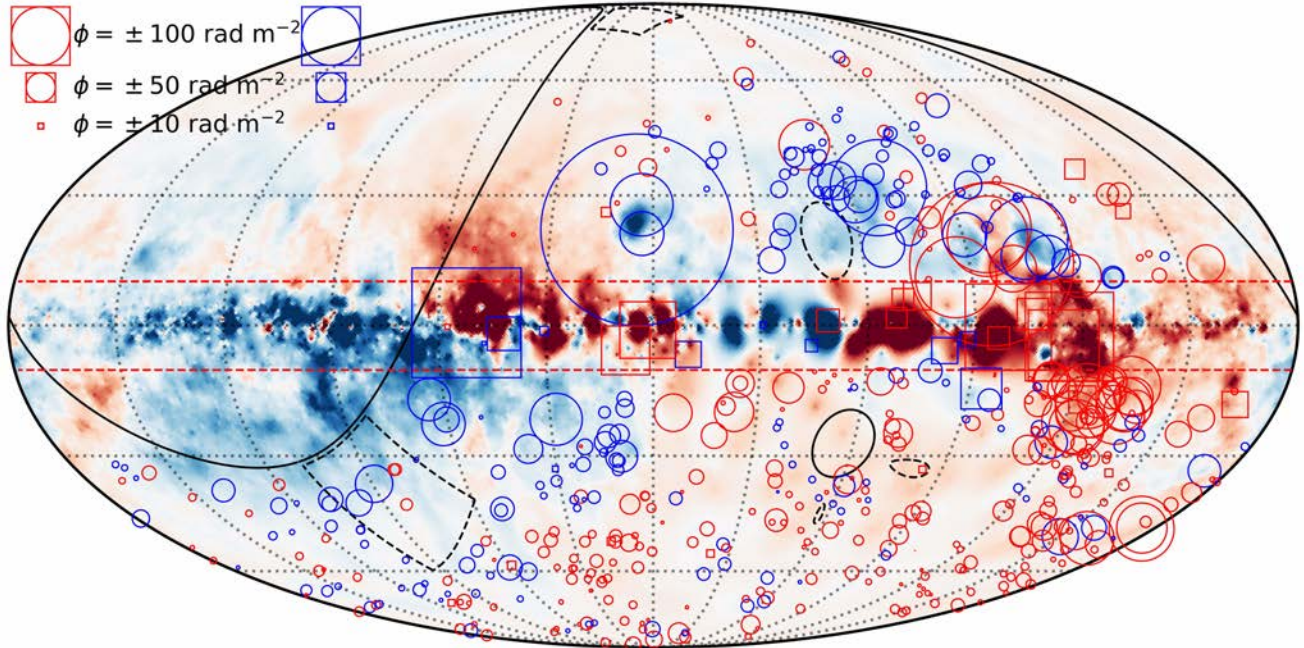 ϕ = ± 100 rad m⁻²
ϕ = ± 50 rad m⁻²
ϕ = ± 10 rad m⁻²